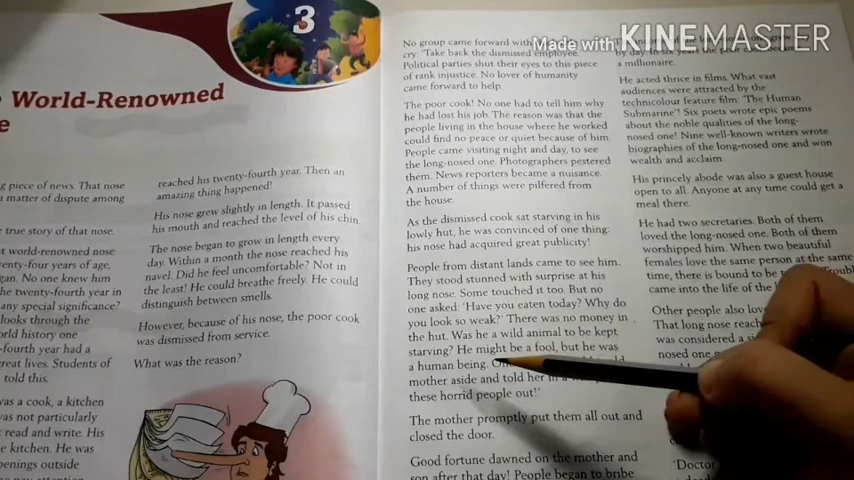 3
World-Renowned
e
g piece of news. That nose
matter of dispute among
e true story of that nose.
ost world-renowned nose
enty-four years of age,
gan. No one knew him
he twenty-fourth year in
any special significance?
looks through the
world history one
-fourth year had a
reat lives. Students of
told this.
was a cook, a kitchen
was not particularly
t read and write. His
e kitchen. He was
penings outside
reached his twenty-fourth year. Then an
amazing thing happened!
His nose grew slightly in length. It passed
his mouth and reached the level of his chin.
The nose began to grow in length every
day. Within a month the nose reached his
navel. Did he feel uncomfortable? Not in
the least! He could breathe freely. He could
distinguish between smells.
However, because of his nose, the poor cook
was dismissed from service.
What was the reason?
No group came forward with
cry: 'Take back the dismissed employee.'
Political parties shut their eyes to this piece
of rank injustice. No lover of humanity
came forward to help
The poor cook! No one had to tell him why
he had lost his job. The reason was that the
people living in the house where he worked
could find no peace or quiet because of him.
People came visiting night and day, to see
the long-nosed one. Photographers pestered
them. News reporters became a nuisance.
A number of things were pilfered from
the house.
As the dismissed cook sat starving in his
lowly hut, he was convinced of one thing:
his nose had acquired great publicity!
People from distant lands came to see him.
They stood stunned with surprise at his
long nose. Some touched it too. But no
one asked: 'Have you eaten today? Why do
you look so weak?' There was no money in
the hut. Was he a wild animal to be kept
starving? He might be a fool, but he was
a human being.
mother aside and told her in a
these horrid people out!'
The mother promptly put them all out and
closed the door.
Good fortune dawned on the mother and
son after that day! People began to bribe
Made with KINEMASTER
by day. In six years the poor cook became
a millionaire.
He acted thrice in films. What vast
audiences were attracted by the
technicolour feature film: 'The Human
Submarine'! Six poets wrote epic poems
about the noble qualities of the long-
nosed one! Nine well-known writers wrote
biographies of the long-nosed one and won
wealth and acclaim.
His princely abode was also a guest house
open to all. Anyone at any time could get a
meal there.
He had two secretaries. Both of them
loved the long-nosed one. Both of them
worshipped him. When two beautiful
females love the same person at the same
time, there is bound to be
came into the life of the
Other people also
That long nose
was considered a
nosed one
'Doctor